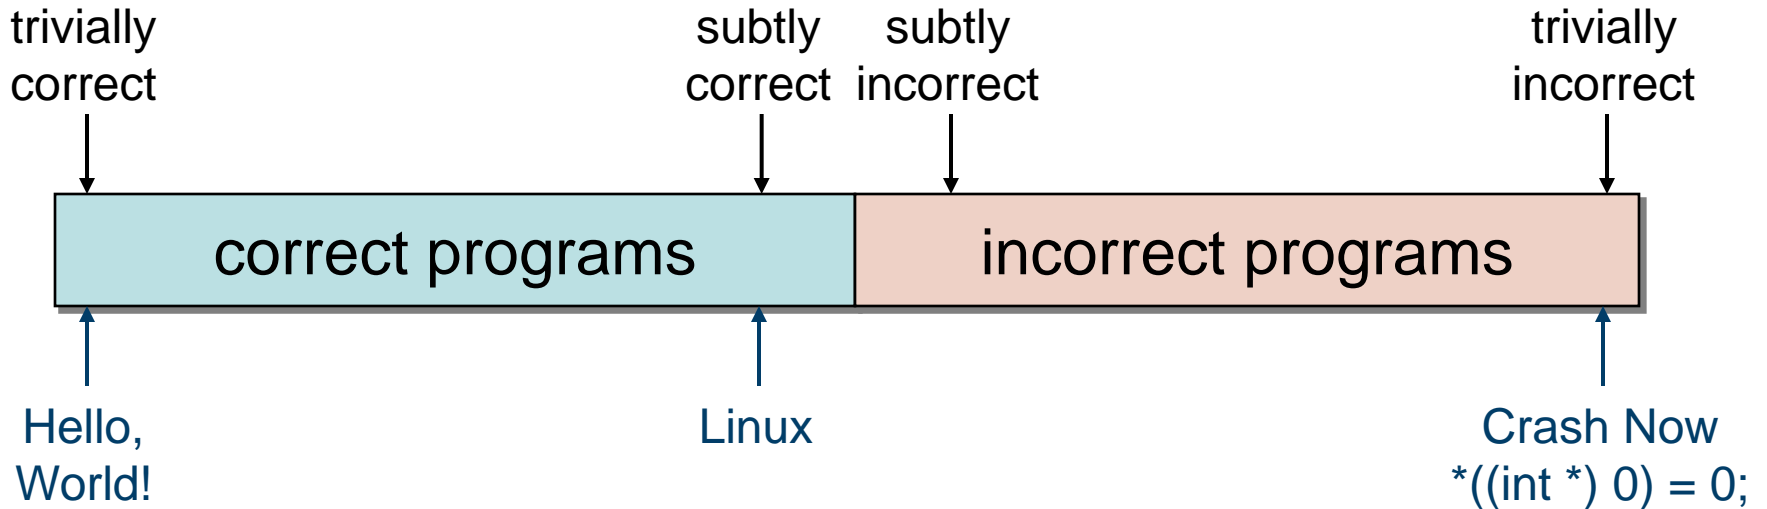 trivially
correct
subtly
correct
subtly
incorrect
trivially
incorrect
correct programs
incorrect programs
Hello,
World!
Linux
Crash Now
*((int *) 0) = 0;